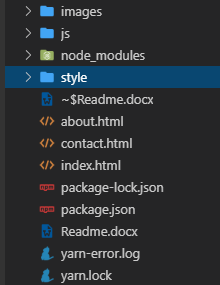 images
js
node_modules
style
~$Readme.docx
about.html
contact.html
index.html
package-lock.json
package.json
Readme.docx
yarn-error.log
yarn.lock